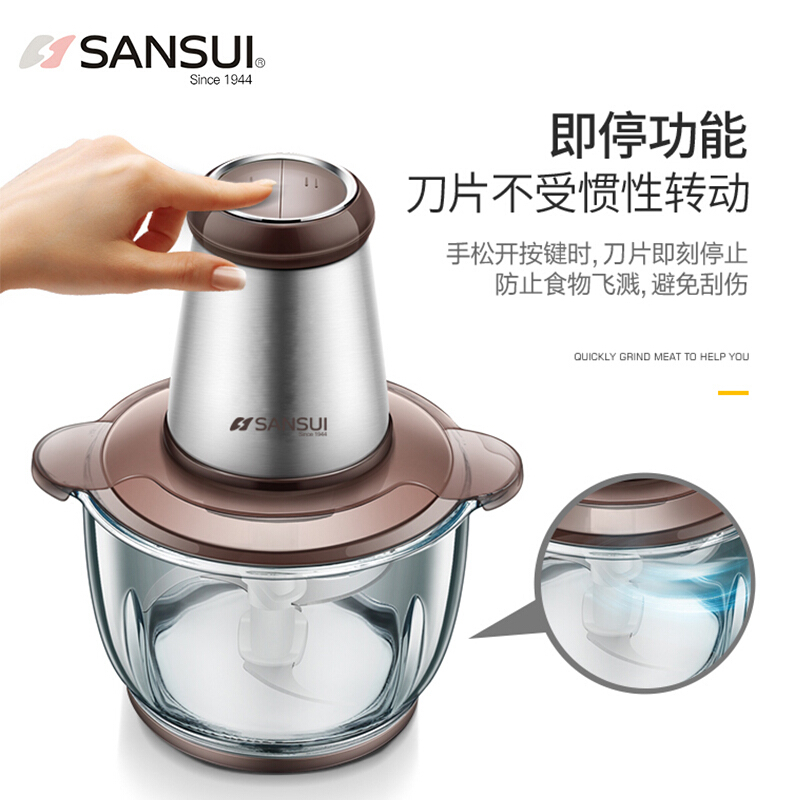 SANSUI®
Since 1944
即停功能
刀片不受惯性转动
手松开按键时, 刀片即刻停止
防止食物飞溅, 避免刮伤
QUICKLY GRIND MEAT TO HELP YOU
I
II
SANSUI
Since 1944